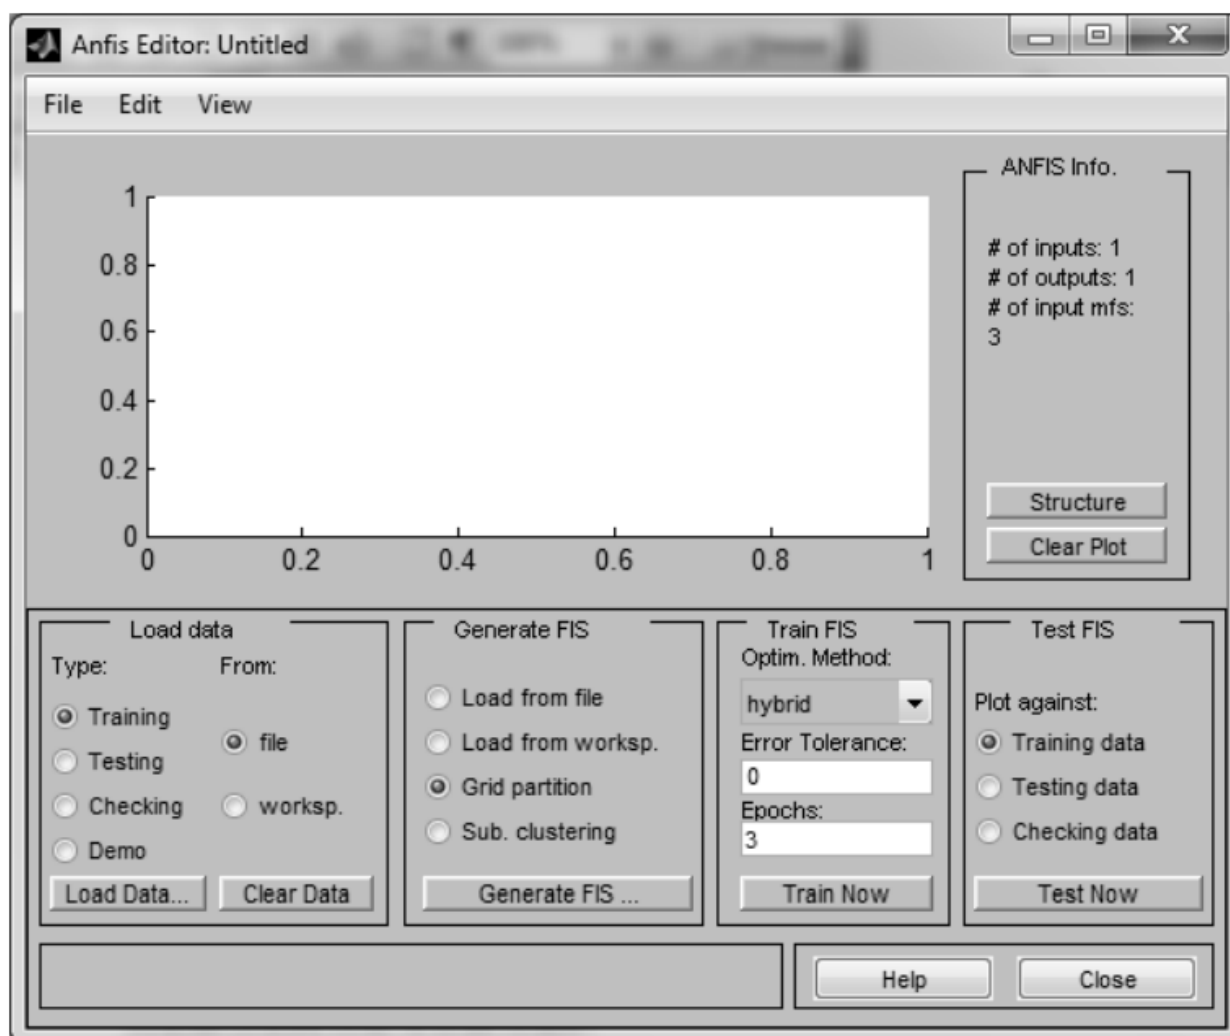 Anfis Editor: Untitled
File Edit View
1
0.8
0.6
0.4
0.2
0
0 0.2 0.4 0.6 0.8 1
ANFIS Info.
# of inputs: 1
# of outputs: 1
# of input mfs:
3
Structure
Clear Plot
Load data
Type: From:
Training
file
Testing
Checking
worksp.
Demo
Load Data... Clear Data
Generate FIS
Load from file
Load from worksp.
Grid partition
Sub. clustering
Generate FIS ...
Train FIS
Optim. Method:
hybrid
Error Tolerance:
0
Epochs:
3
Train Now
Test FIS
Plot against:
Training data
Testing data
Checking data
Test Now
Help Close